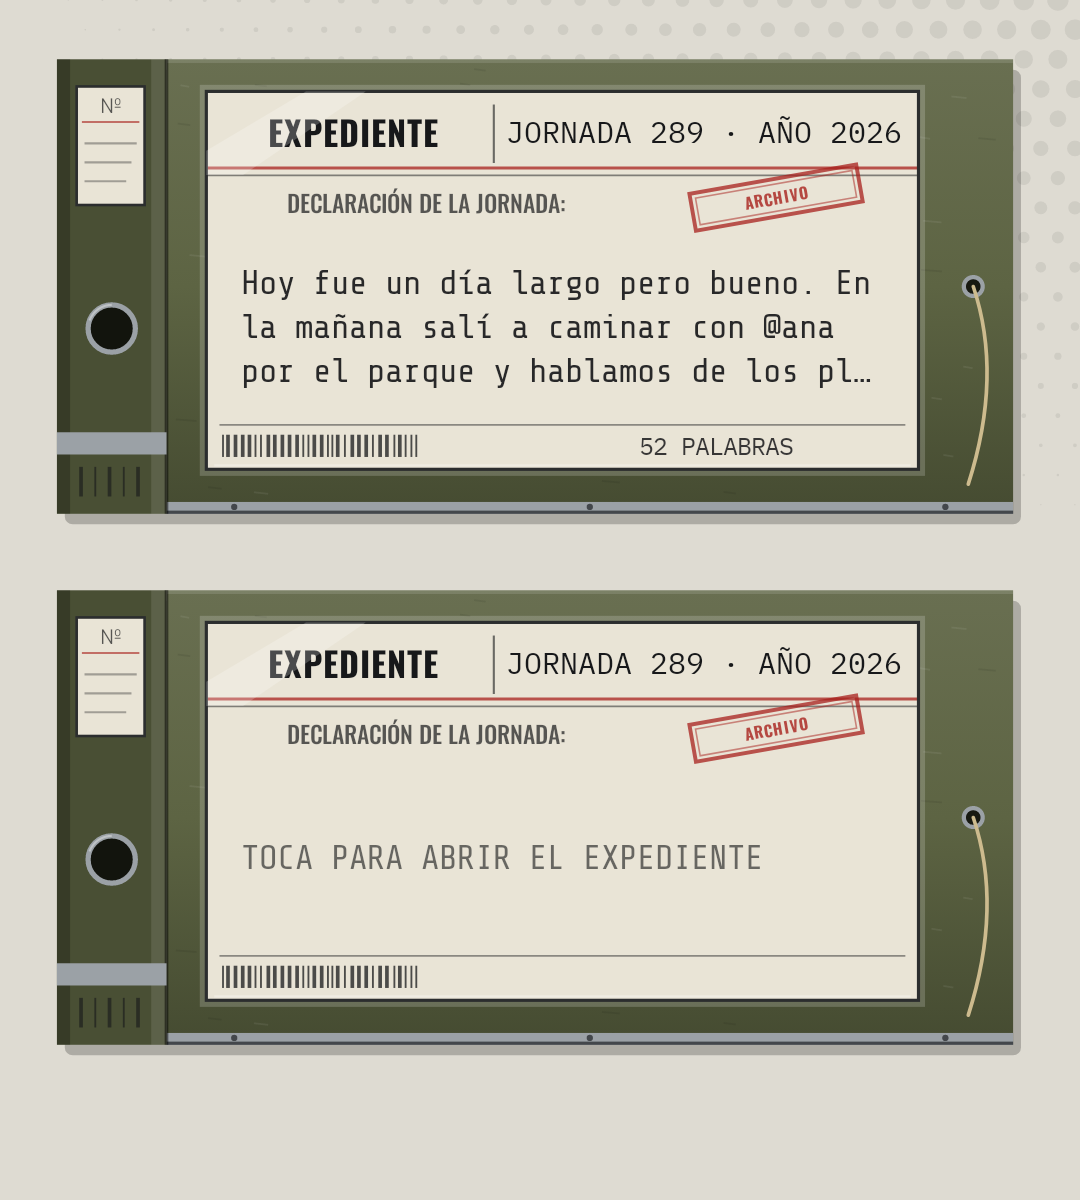 Nº
EXPEDIENTE JORNADA 289 · AÑO 2026
DECLARACIÓN DE LA JORNADA:
ARCHIVO
Hoy fue un día largo pero bueno. En
la mañana salí a caminar con @ana
por el parque y hablamos de los pl…
52 PALABRAS
Nº
EXPEDIENTE JORNADA 289 · AÑO 2026
DECLARACIÓN DE LA JORNADA:
ARCHIVO
TOCA PARA ABRIR EL EXPEDIENTE